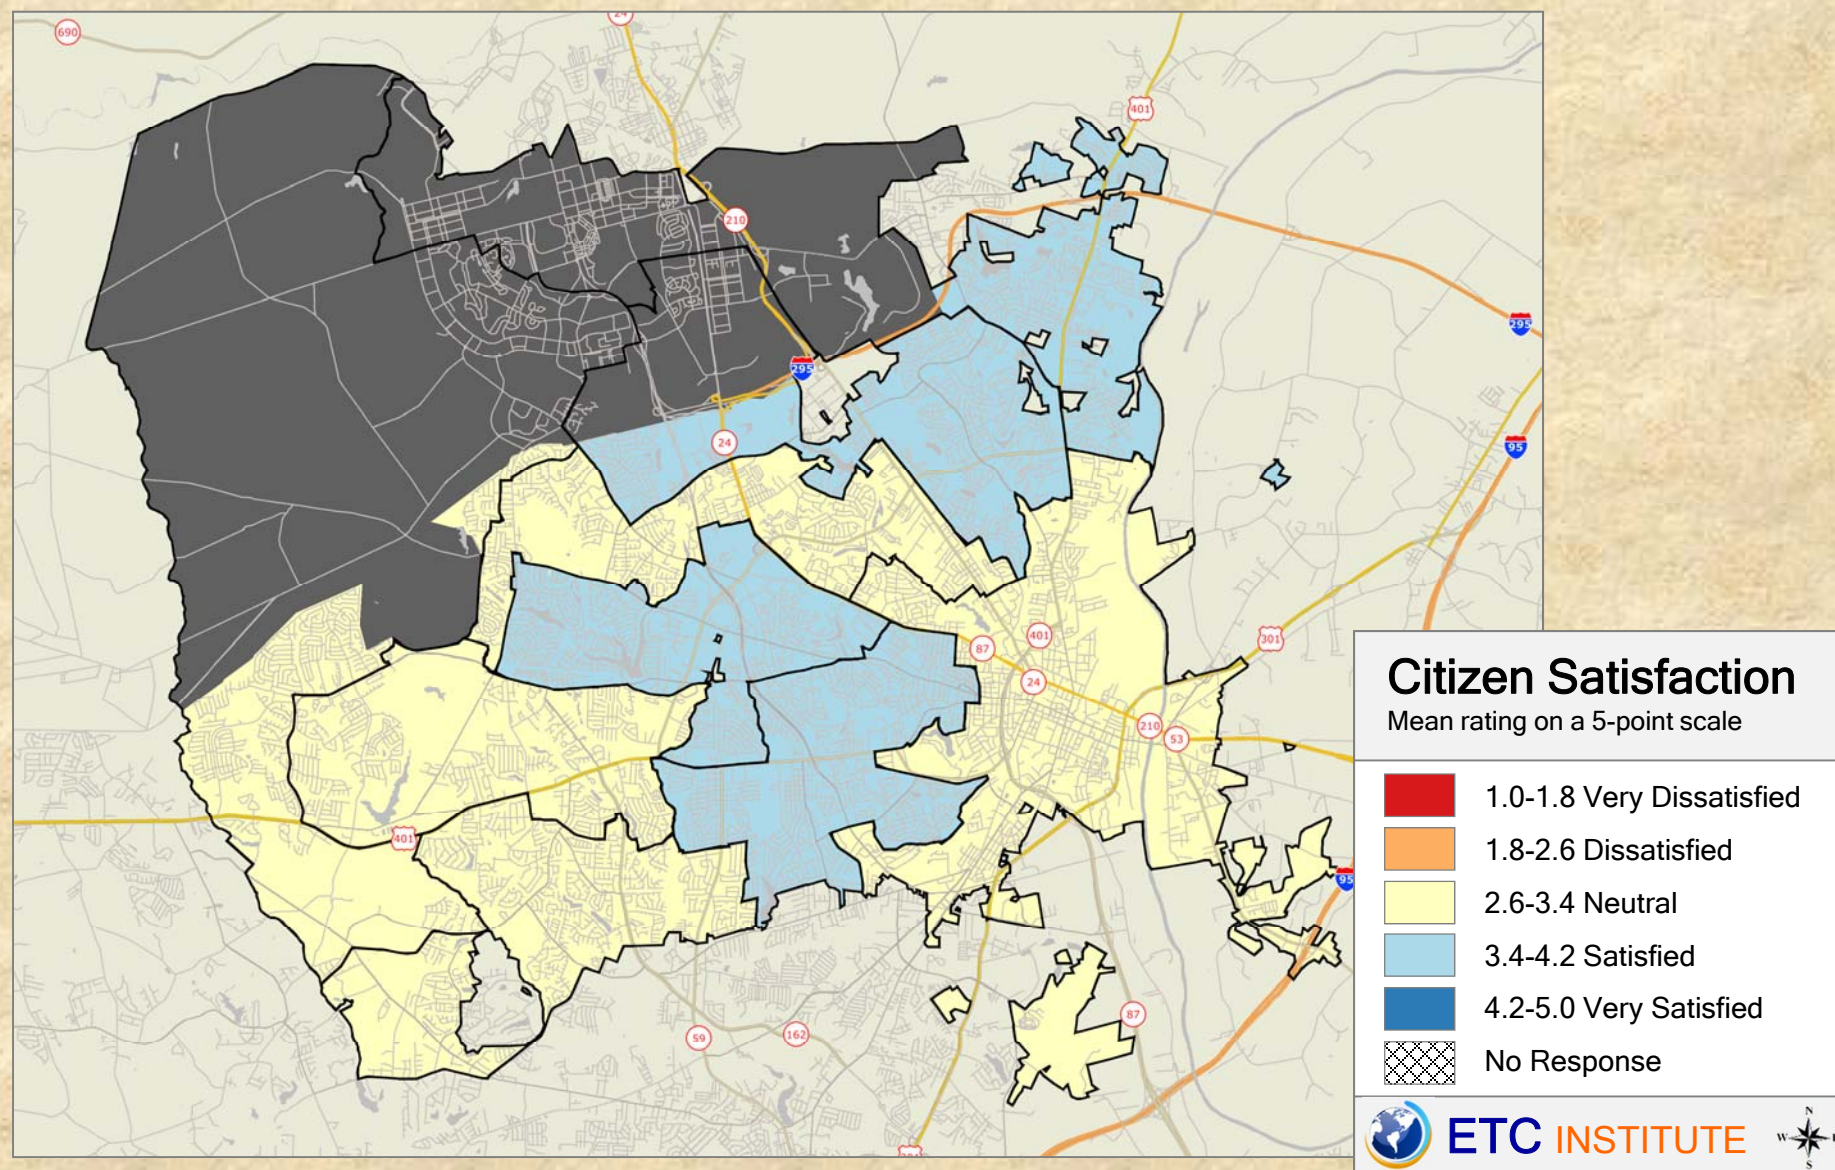 690
24
401
210
295
295
24
95
401
87
301
24
210
53
401
95
87
59
162
Citizen Satisfaction
Mean rating on a 5-point scale
1.0-1.8 Very Dissatisfied
1.8-2.6 Dissatisfied
2.6-3.4 Neutral
3.4-4.2 Satisfied
4.2-5.0 Very Satisfied
No Response
ETC INSTITUTE
N
W
S